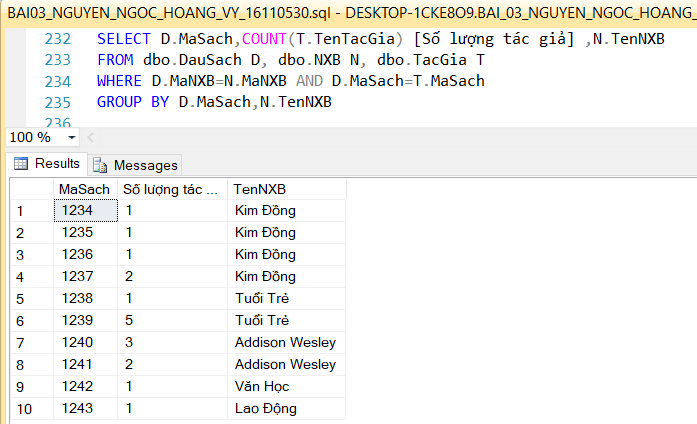 BAI03_NGUYEN_NGOC_HOANG_VY_16110530.sql - DESKTOP-1CKE8O9.BAI_03_NGUYEN_NGOC_HOANG_
232 SELECT D.MaSach,COUNT(T.TenTacGia) [Số lượng tác giả] ,N.TenNXB
233 FROM dbo.DauSach D, dbo.NXB N, dbo.TacGia T
234 WHERE D.MaNXB=N.MaNXB AND D.MaSach=T.MaSach
235 GROUP BY D.MaSach,N.TenNXB
236
100 %
Results Messages
MaSach Số lượng tác ... TenNXB
1 1234 1 Kim Đồng
2 1235 1 Kim Đồng
3 1236 1 Kim Đồng
4 1237 2 Kim Đồng
5 1238 1 Tuổi Trẻ
6 1239 5 Tuổi Trẻ
7 1240 3 Addison Wesley
8 1241 2 Addison Wesley
9 1242 1 Văn Học
10 1243 1 Lao Động